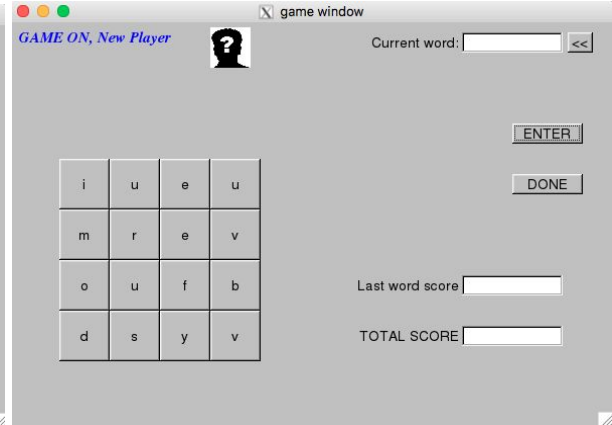 game window
GAME ON, New Player
?
Current word: <<
ENTER
DONE
i u e u
m r e v
o u f b
d s y v
Last word score
TOTAL SCORE